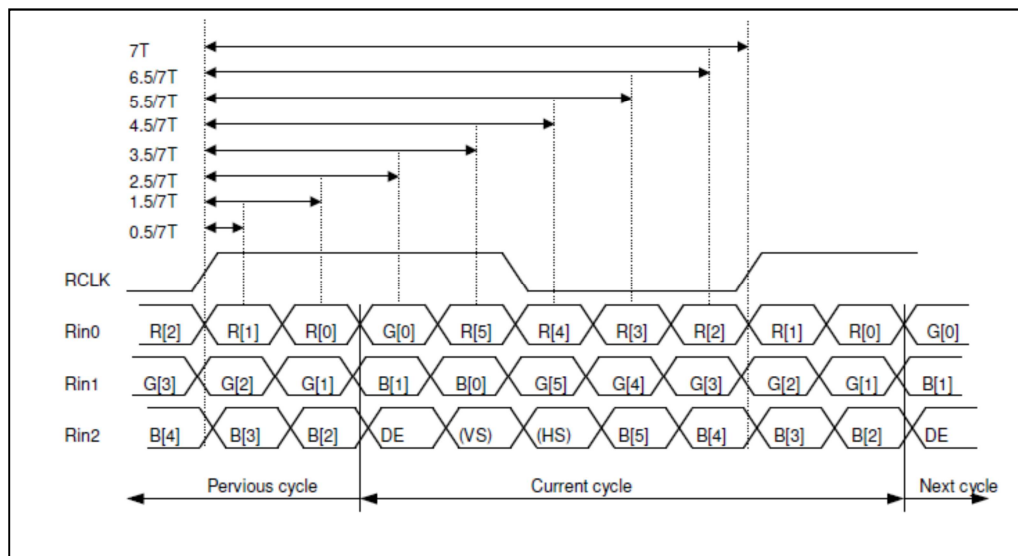 7T
6.5/7T
5.5/7T
4.5/7T
3.5/7T
2.5/7T
1.5/7T
0.5/7T
RCLK
Rin0 R[2] R[1] R[0] G[0] R[5] R[4] R[3] R[2] R[1] R[0] G[0]
Rin1 G[3] G[2] G[1] B[1] B[0] G[5] G[4] G[3] G[2] G[1] B[1]
Rin2 B[4] B[3] B[2] DE (VS) (HS) B[5] B[4] B[3] B[2] DE
Pervious cycle Current cycle Next cycle